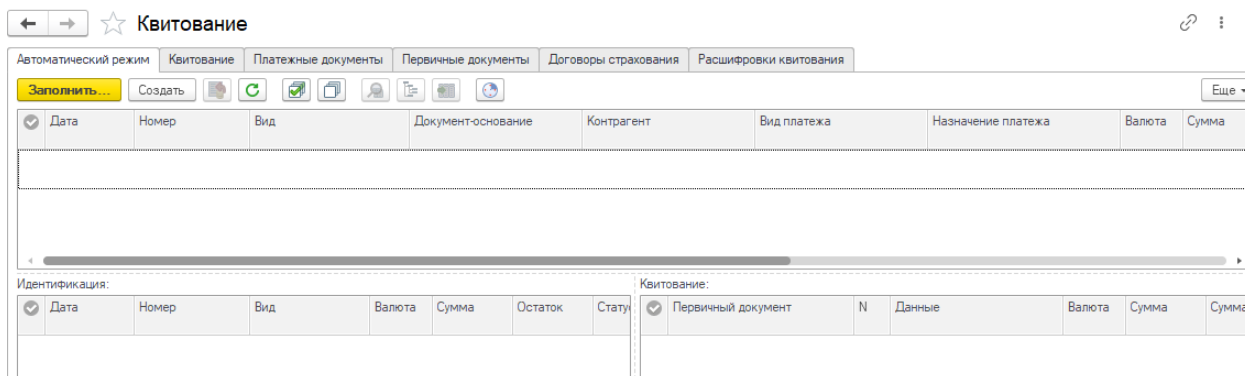 Квитование
Автоматический режим Квитование Платежные документы Первичные документы Договоры страхования Расшифровки квитования
Заполнить... Создать Еще
Дата Номер Вид Документ-основание Контрагент Вид платежа Назначение платежа Валюта Сумма
Идентификация: Квитование:
Дата Номер Вид Валюта Сумма Остаток Стату Первичный документ N Данные Валюта Сумма Сумма